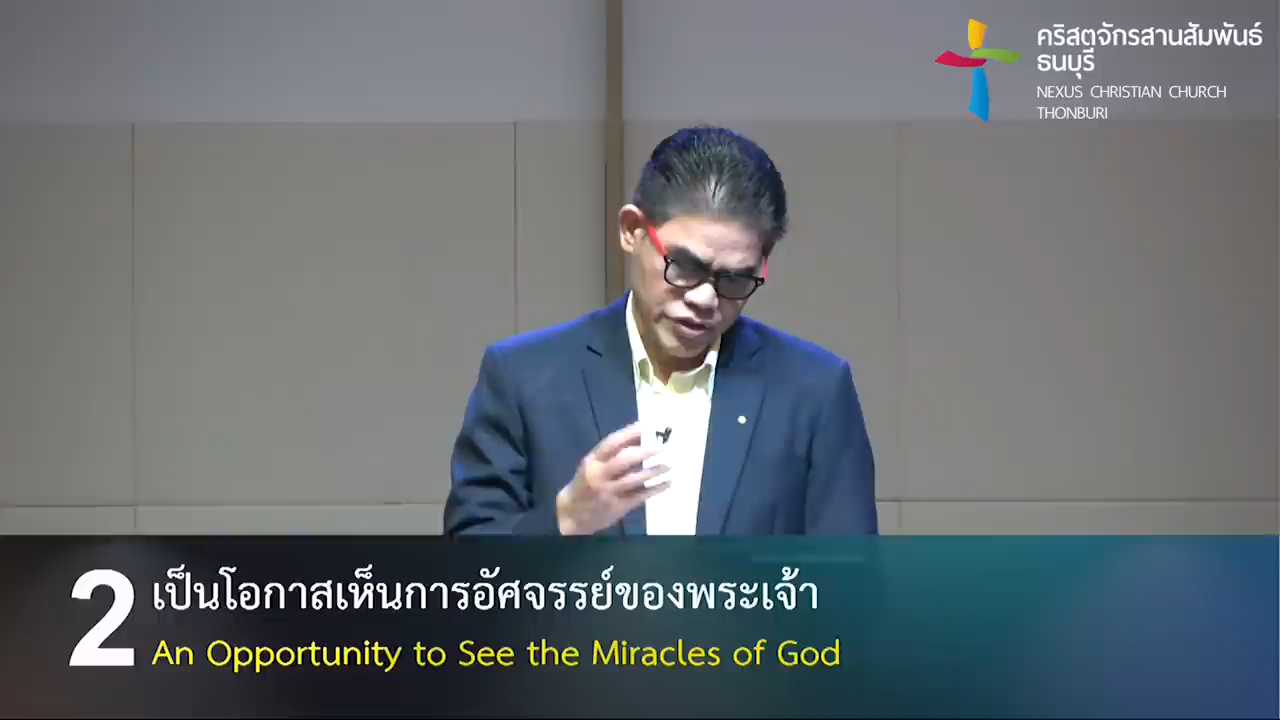 คริสตจักรสานสัมพันธ์
ธนบุรี
NEXUS CHRISTIAN CHURCH
THONBURI
2 เป็นโอกาสเห็นการอัศจรรย์ของพระเจ้า
An Opportunity to See the Miracles of God